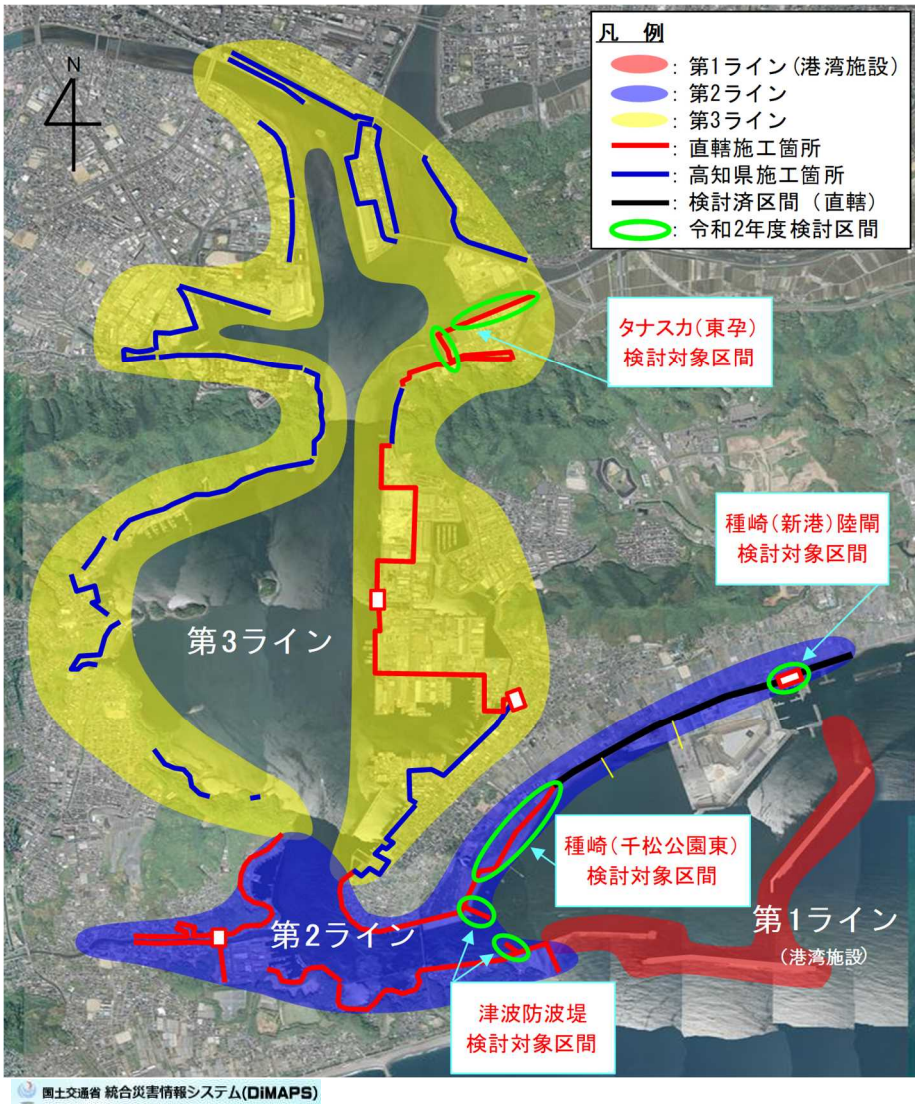 凡 例
: 第1ライン(港湾施設)
: 第2ライン
: 第3ライン
: 直轄施工箇所
: 高知県施工箇所
: 検討済区間(直轄)
: 令和2年度検討区間
N
タナスカ(東孕)
検討対象区間
種崎(新港)陸閘
検討対象区間
第3ライン
種崎(千松公園東)
検討対象区間
第1ライン
(港湾施設)
第2ライン
津波防波堤
検討対象区間
国土交通省 統合災害情報システム(DiMAPS)